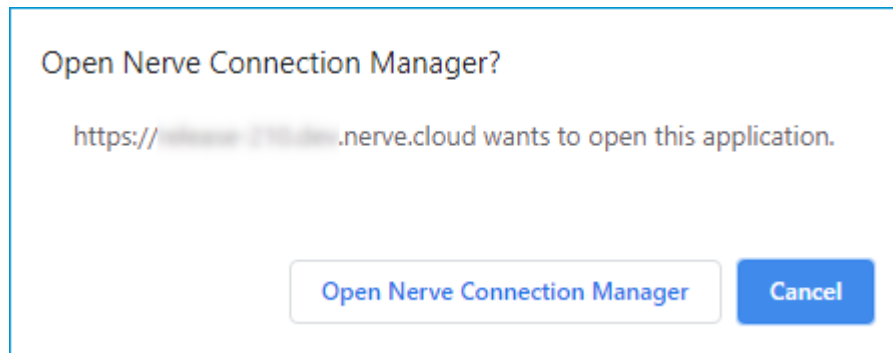 Open Nerve Connection Manager?
https:// .nerve.cloud wants to open this application.
Open Nerve Connection Manager
Cancel